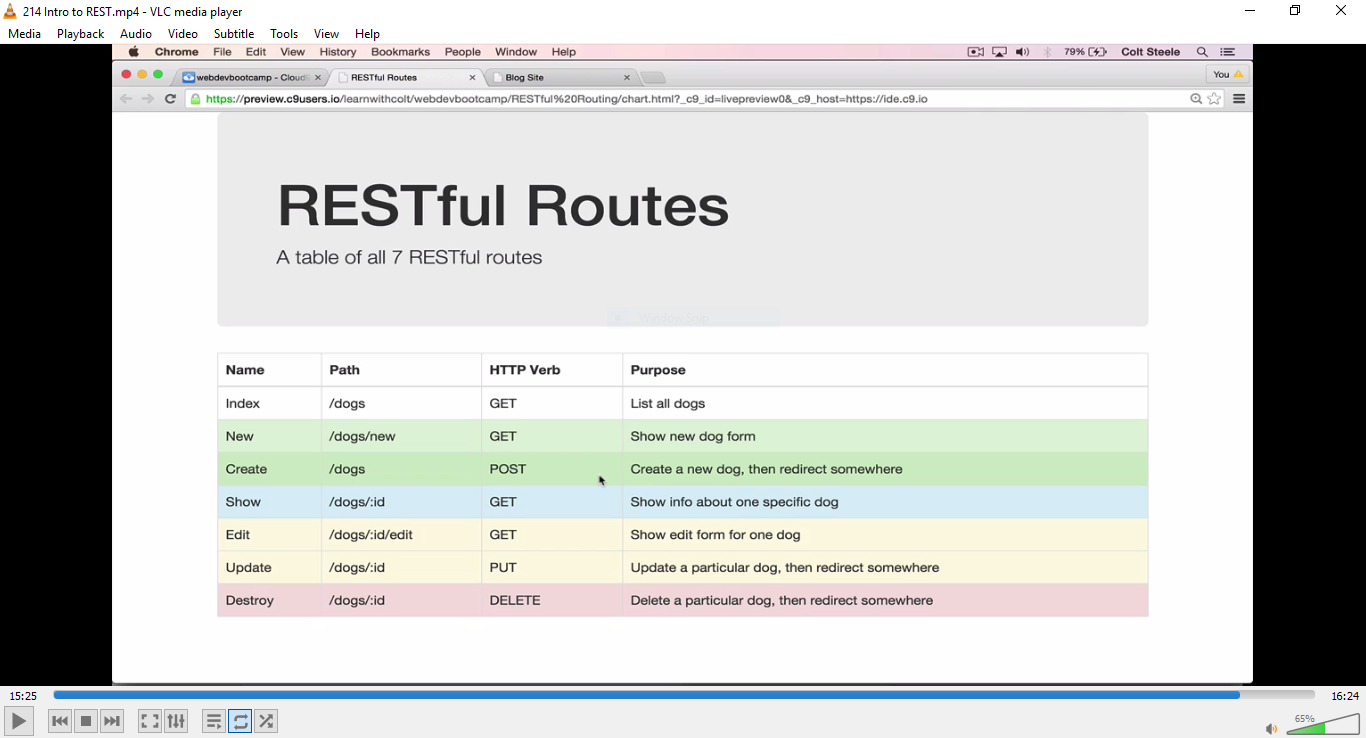 214 Intro to REST.mp4 - VLC media player
Media Playback Audio Video Subtitle Tools View Help
Chrome File Edit View History Bookmarks People Window Help 79% Colt Steele
webdevbootcamp - Cloud RESTful Routes Blog Site You
https://preview.c9users.io/learnwithcolt/webdevbootcamp/RESTful%20Routing/chart.html?_c9_id=livepreview0&_c9_host=https://ide.c9.io
RESTful Routes
A table of all 7 RESTful routes
Window Snip
Name Path HTTP Verb Purpose
Index /dogs GET List all dogs
New /dogs/new GET Show new dog form
Create /dogs POST Create a new dog, then redirect somewhere
Show /dogs/:id GET Show info about one specific dog
Edit /dogs/:id/edit GET Show edit form for one dog
Update /dogs/:id PUT Update a particular dog, then redirect somewhere
Destroy /dogs/:id DELETE Delete a particular dog, then redirect somewhere
15:25 16:24
65%